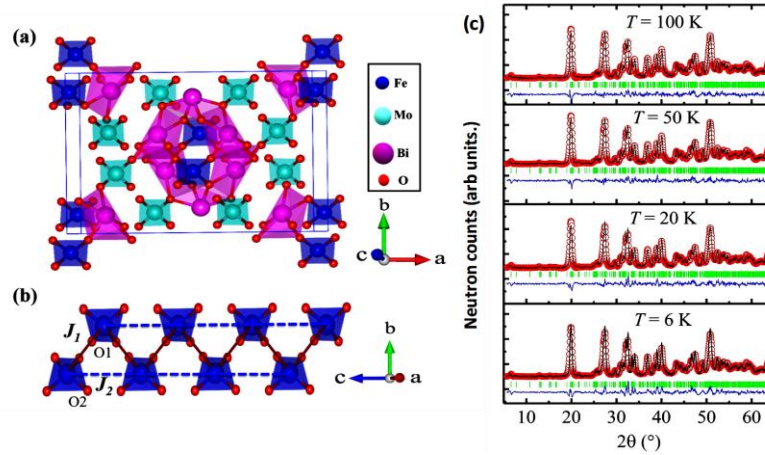 (a)
Fe
Mo
Bi
O
b
c
a
(b)
J1
O1
J2
O2
b
c
a
(c)
Neutron counts (arb units.)
T = 100 K
T = 50 K
T = 20 K
T = 6 K
10 20 30 40 50 60
2θ (°)